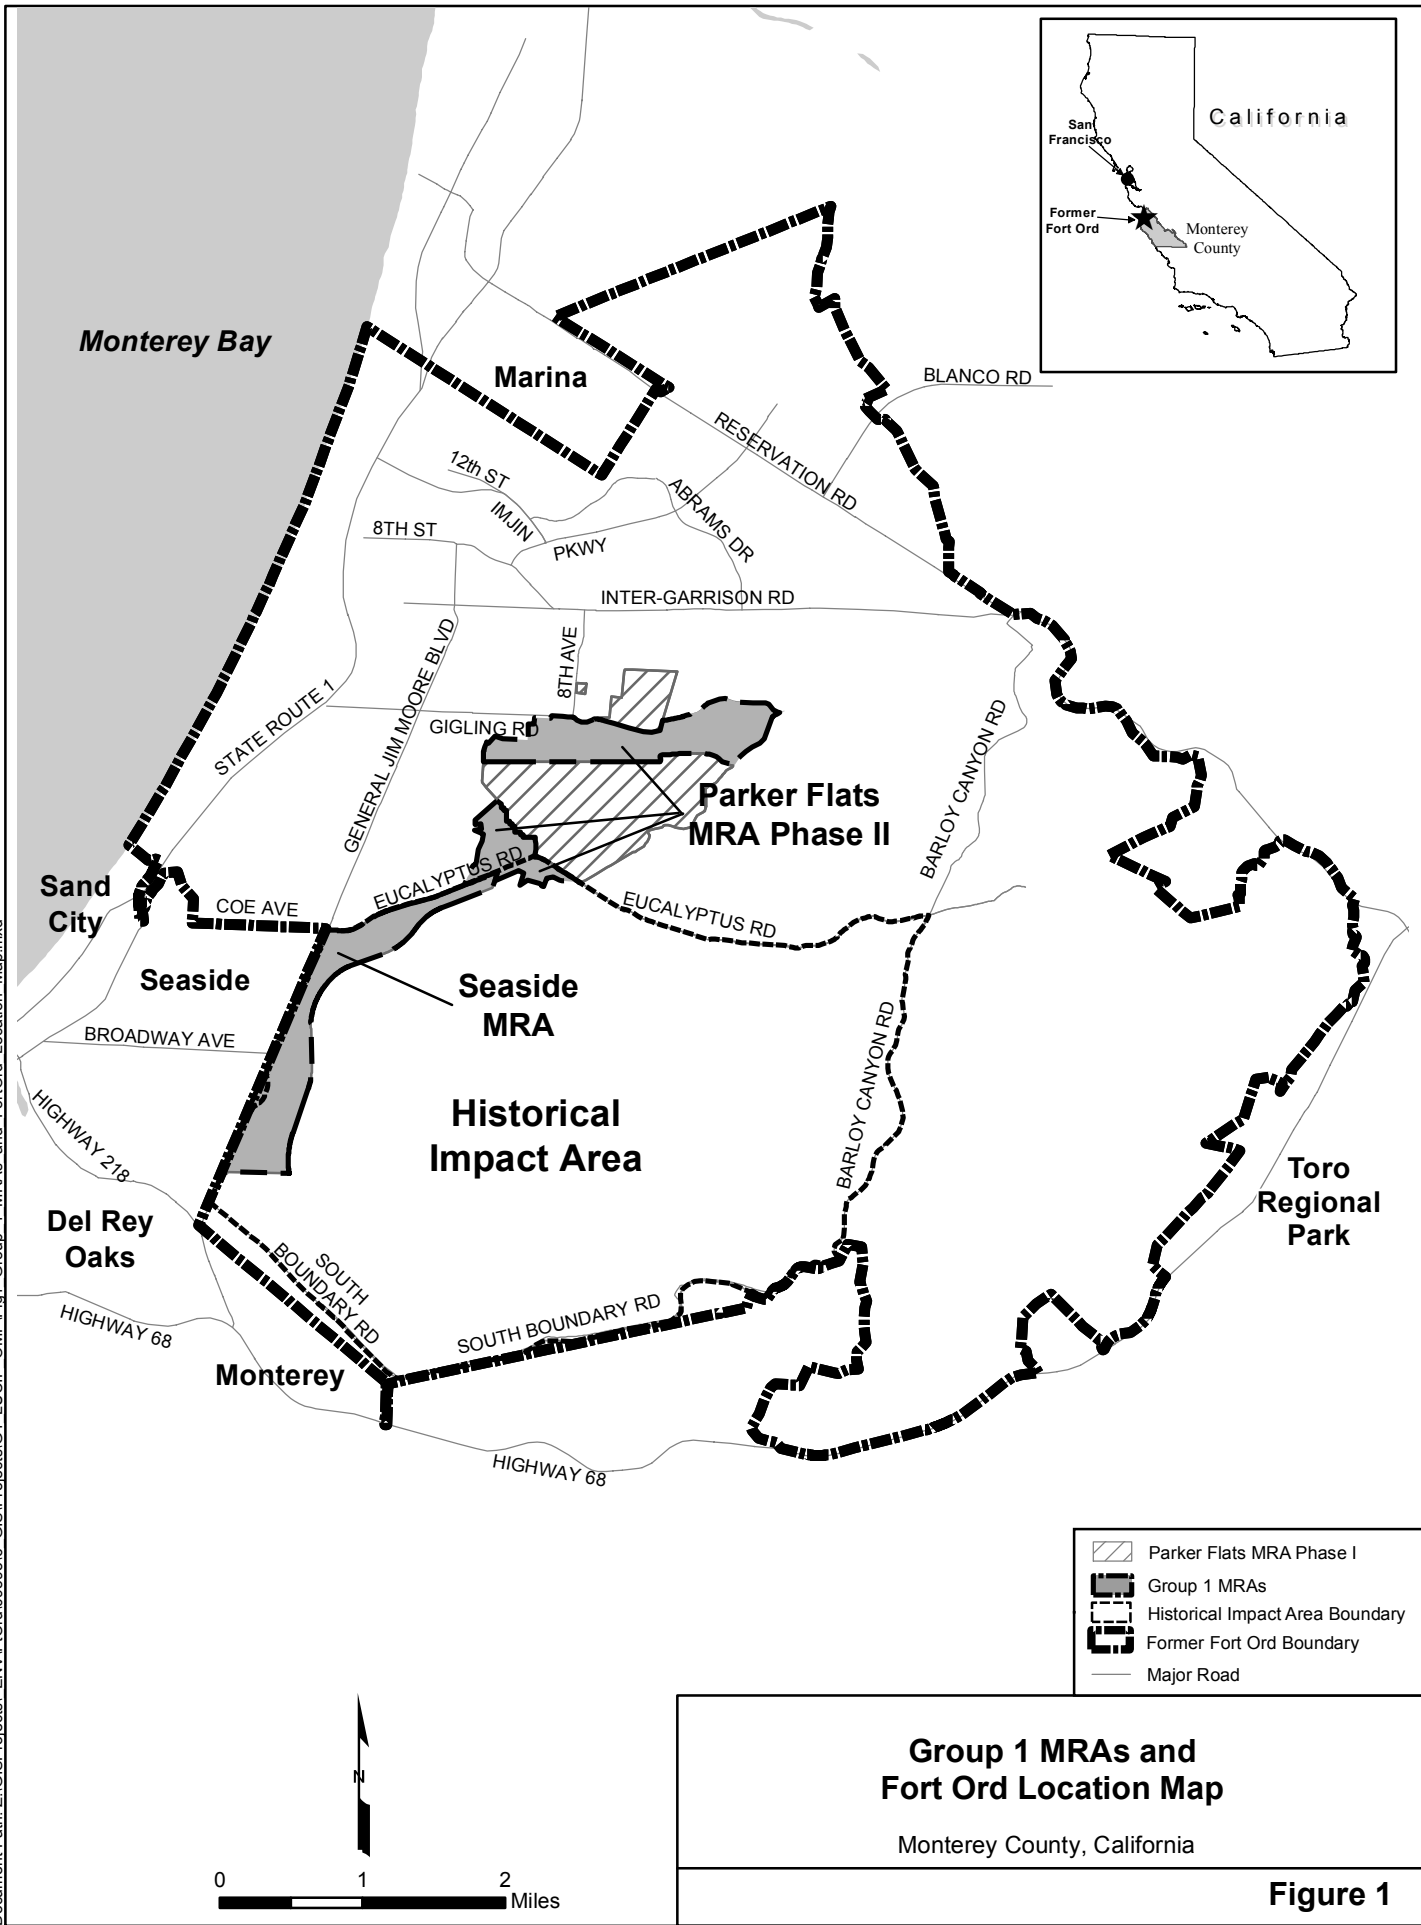 California
San
Francisco
Former
Fort Ord
Monterey
County
Monterey Bay
Marina
BLANCO RD
RESERVATION RD
12th ST
IMJIN
PKWY
ABRAMS DR
8TH ST
INTER-GARRISON RD
8TH AVE
GENERAL JIM MOORE BLVD
STATE ROUTE 1
GIGLING RD
Parker Flats
MRA Phase II
BARLOY CANYON RD
EUCALYPTUS RD
EUCALYPTUS RD
Sand
City
COE AVE
Seaside
Seaside
MRA
BROADWAY AVE
BARLOY CANYON RD
HIGHWAY 218
Historical
Impact Area
Toro
Regional
Park
Del Rey
Oaks
SOUTH
BOUNDARY RD
SOUTH BOUNDARY RD
HIGHWAY 68
Monterey
HIGHWAY 68
Parker Flats MRA Phase I
Group 1 MRAs
Historical Impact Area Boundary
Former Fort Ord Boundary
Major Road
N
0 1 2
Miles
Group 1 MRAs and
Fort Ord Location Map
Monterey County, California
Figure 1